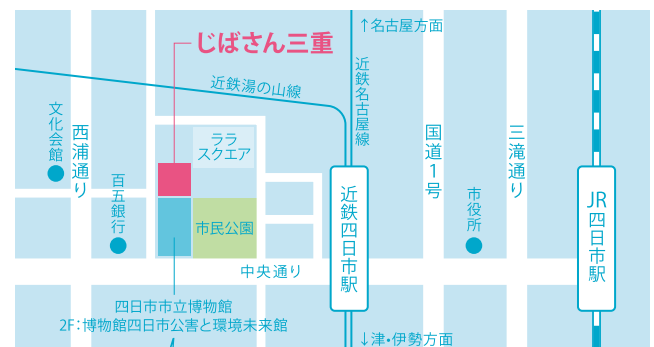 ↑名古屋方面
じばさん三重
近鉄湯の山線
近鉄名古屋線
文化会館
西浦通り
ララ
スクエア
国道1号
三滝通り
百五銀行
市民公園
近鉄四日市駅
市役所
JR四日市駅
中央通り
四日市市立博物館
2F:博物館四日市公害と環境未来館
↓津・伊勢方面